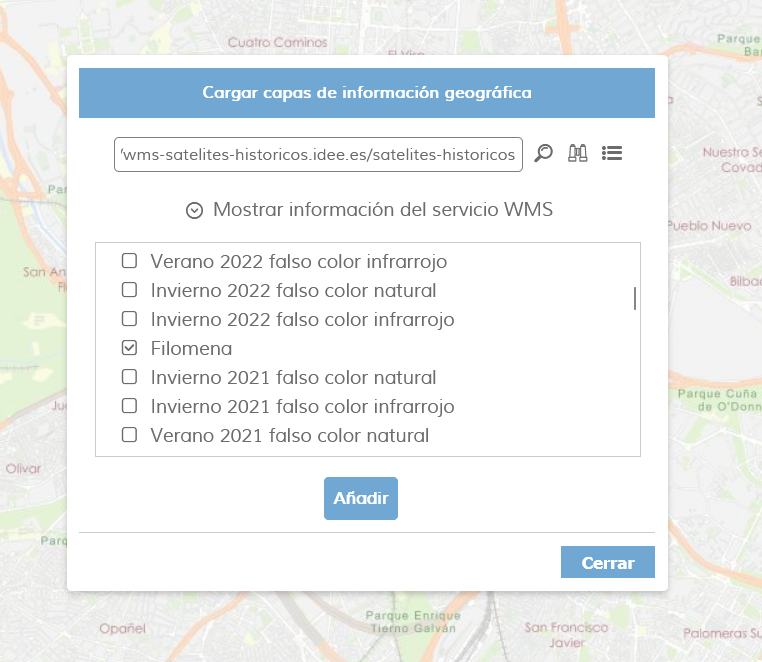 Cuatro Caminos
El Viso
Parque
Cargar capas de información geográfica
wms-satelites-historicos.idee.es/satelites-historicos
Nuestra Se
Covad
Mostrar información del servicio WMS
Pueblo Nuevo
Verano 2022 falso color infrarrojo
San An
Bilbao
Invierno 2022 falso color natural
Invierno 2022 falso color infrarrojo
Filomena
Invierno 2021 falso color natural
Parque Cuña
de O'Donn
Invierno 2021 falso color infrarrojo
Verano 2021 falso color natural
Olivar
Añadir
Parq
Cerrar
Parque Enrique
Tierno Galván
Opañel
San Francisco
Javier
Palomeras Su